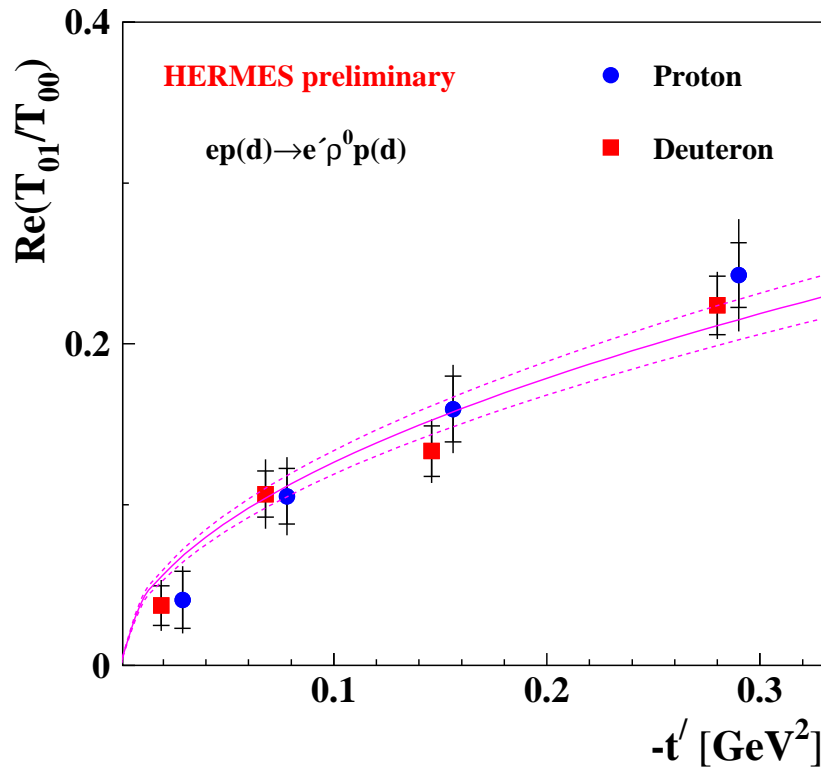 0.4
HERMES preliminary
Proton
ep(d)→e´ρ⁰p(d)
Deuteron
Re(T₀₁/T₀₀)
0.2
0
0.1
0.2
0.3
-t′ [GeV²]